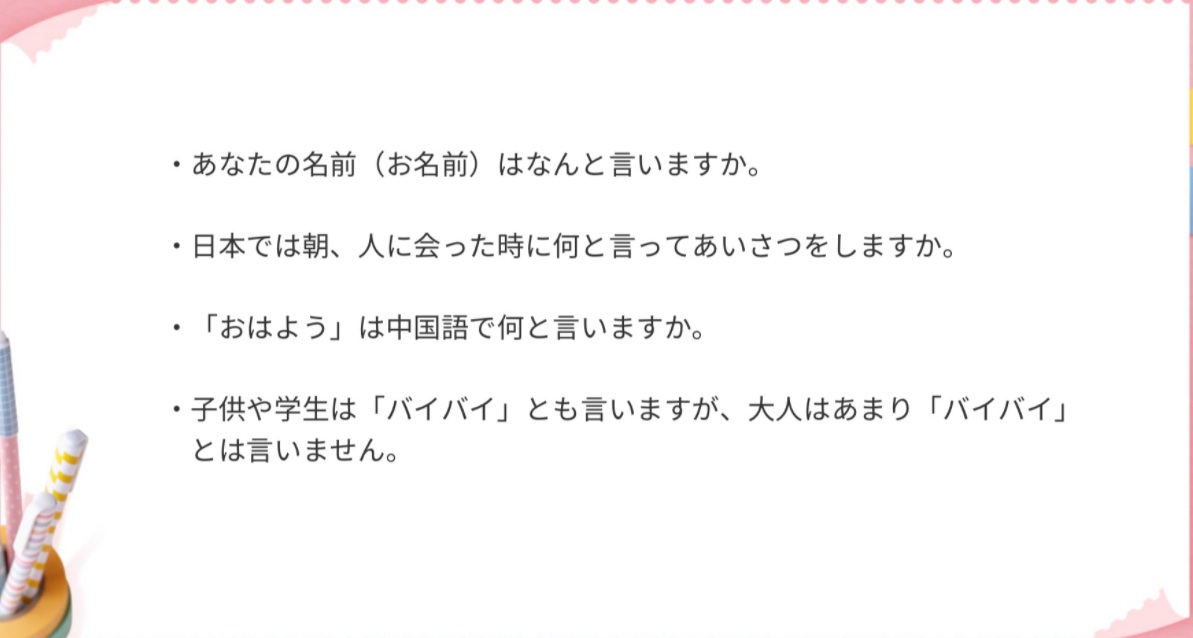 ・あなたの名前（お名前）はなんと言いますか。
・日本では朝、人に会った時に何と言ってあいさつをしますか。
・「おはよう」は中国語で何と言いますか。
・子供や学生は「バイバイ」とも言いますが、大人はあまり「バイバイ」
とは言いません。